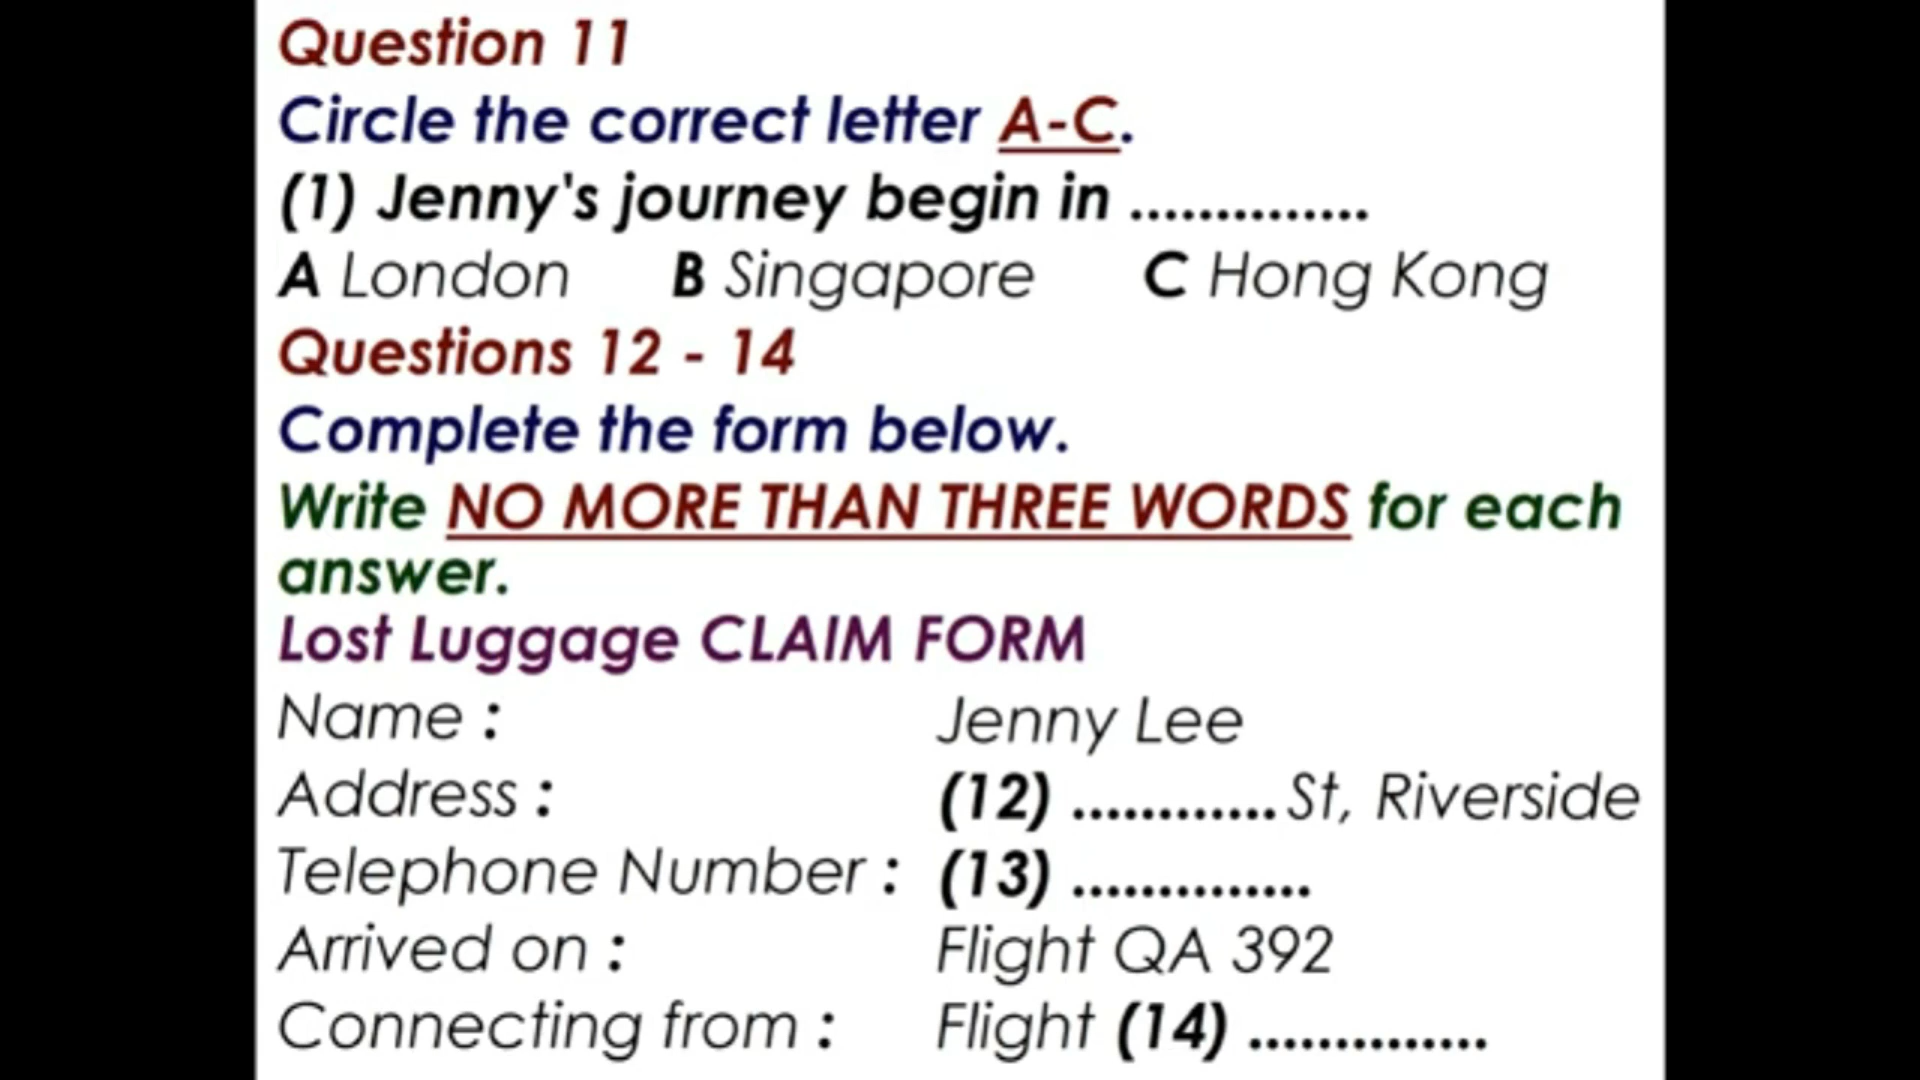 Question 11
Circle the correct letter A-C.
(1) Jenny's journey begin in ..............
A London B Singapore C Hong Kong
Questions 12 - 14
Complete the form below.
Write NO MORE THAN THREE WORDS for each
answer.
Lost Luggage CLAIM FORM
Name : Jenny Lee
Address : (12) ............ St, Riverside
Telephone Number : (13) ..............
Arrived on : Flight QA 392
Connecting from : Flight (14) ..............